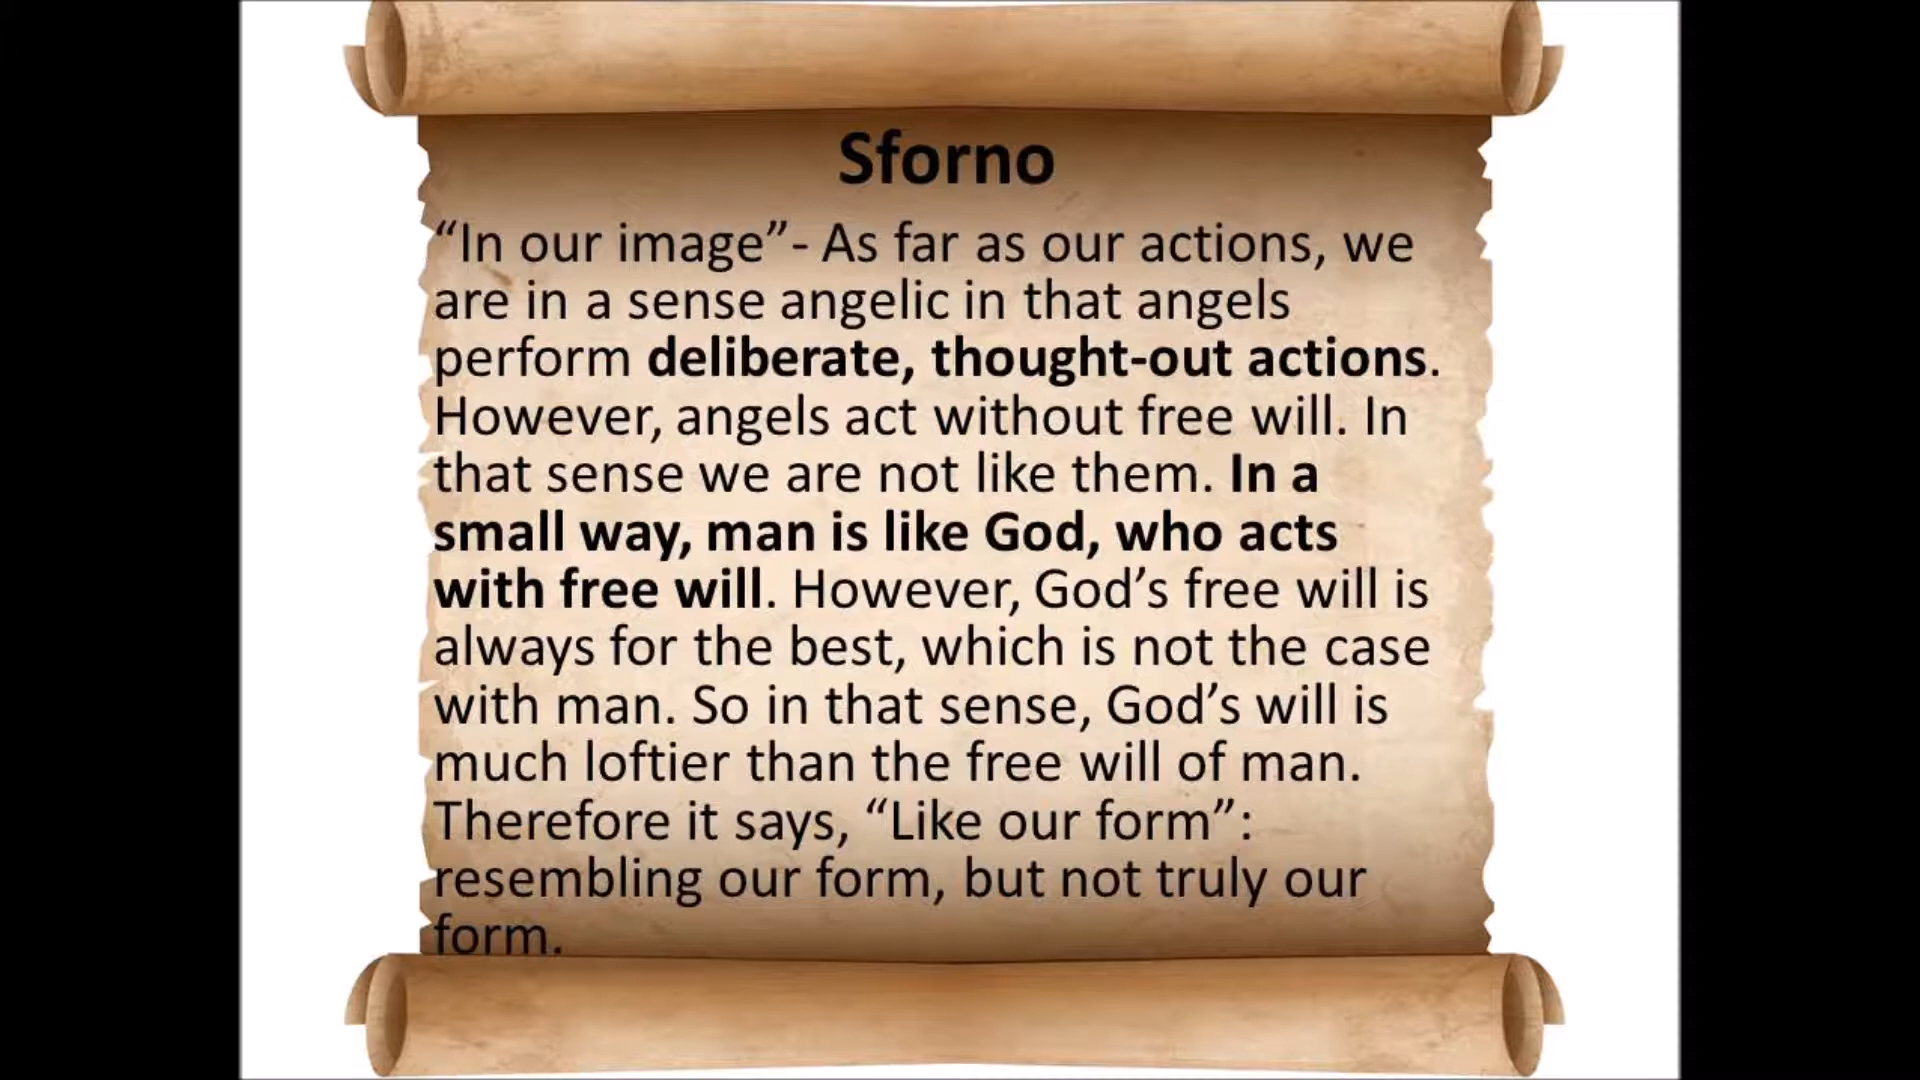 Sforno
“In our image”- As far as our actions, we
are in a sense angelic in that angels
perform deliberate, thought-out actions.
However, angels act without free will. In
that sense we are not like them. In a
small way, man is like God, who acts
with free will. However, God’s free will is
always for the best, which is not the case
with man. So in that sense, God’s will is
much loftier than the free will of man.
Therefore it says, “Like our form”:
resembling our form, but not truly our
form.